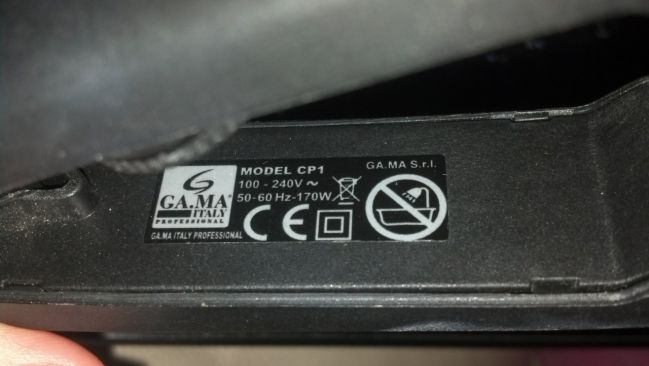 MODEL CP1
GA.MA S.r.l.
100 - 240V ~
50-60 Hz-170W
GA.MA
ITALY
PROFESSIONAL
GA.MA ITALY PROFESSIONAL
CE